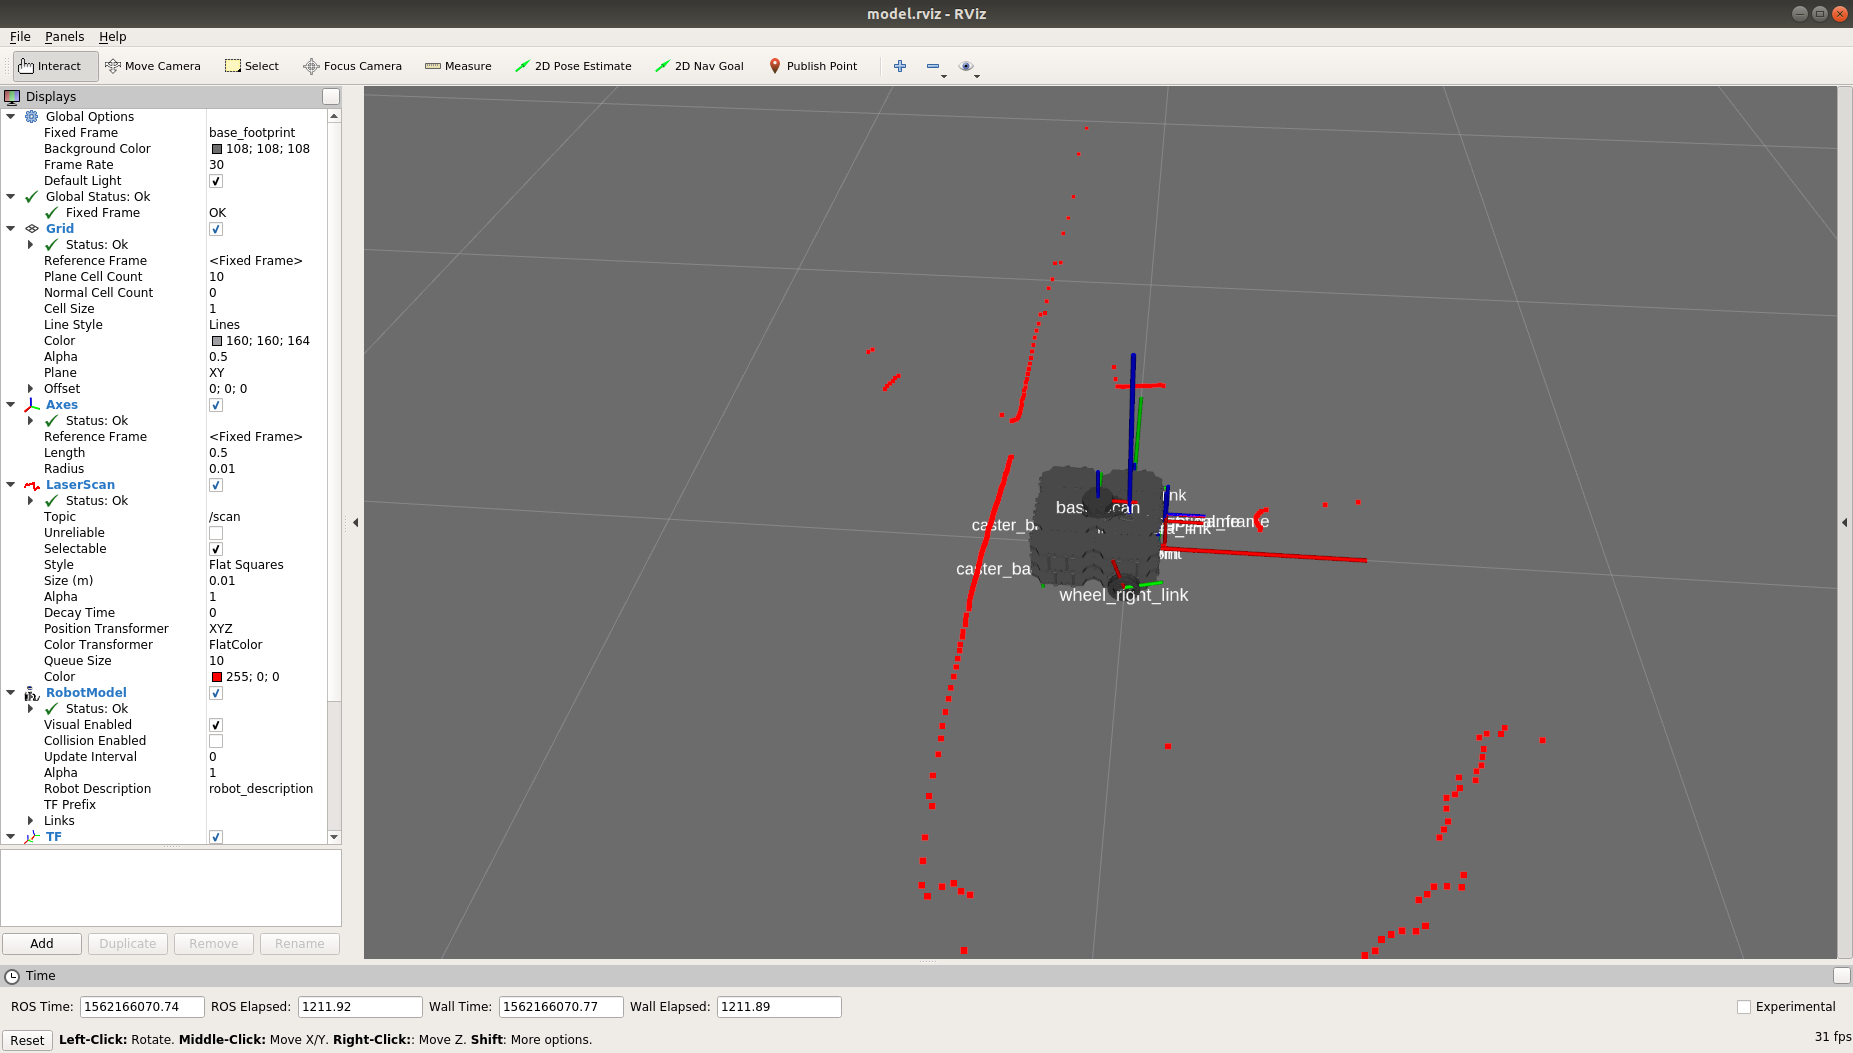 model.rviz - RViz
File Panels Help
Interact Move Camera Select Focus Camera Measure 2D Pose Estimate 2D Nav Goal Publish Point
Displays
Global Options
Fixed Frame base_footprint
Background Color 108; 108; 108
Frame Rate 30
Default Light
Global Status: Ok
Fixed Frame OK
Grid
Status: Ok
Reference Frame <Fixed Frame>
Plane Cell Count 10
Normal Cell Count 0
Cell Size 1
Line Style Lines
Color 160; 160; 164
Alpha 0.5
Plane XY
Offset 0; 0; 0
Axes
Status: Ok
Reference Frame <Fixed Frame>
Length 0.5
Radius 0.01
LaserScan
Status: Ok
Topic /scan
Unreliable
Selectable
Style Flat Squares
Size (m) 0.01
Alpha 1
Decay Time 0
Position Transformer XYZ
Color Transformer FlatColor
Queue Size 10
Color 255; 0; 0
RobotModel
Status: Ok
Visual Enabled
Collision Enabled
Update Interval 0
Alpha 1
Robot Description robot_description
TF Prefix
Links
TF
Add Duplicate Remove Rename
wheel_right_link
Time
ROS Time: 1562166070.74 ROS Elapsed: 1211.92 Wall Time: 1562166070.77 Wall Elapsed: 1211.89 Experimental
Reset Left-Click: Rotate. Middle-Click: Move X/Y. Right-Click:: Move Z. Shift: More options. 31 fps